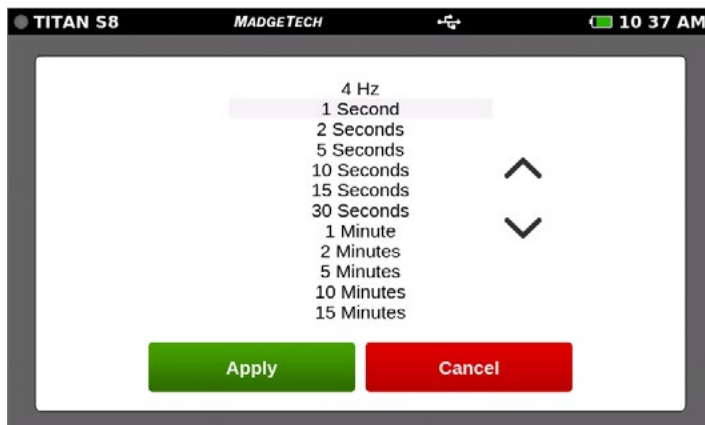 TITAN S8 MADGETECH 10 37 AM
4 Hz
1 Second
2 Seconds
5 Seconds
10 Seconds
15 Seconds
30 Seconds
1 Minute
2 Minutes
5 Minutes
10 Minutes
15 Minutes
Apply Cancel